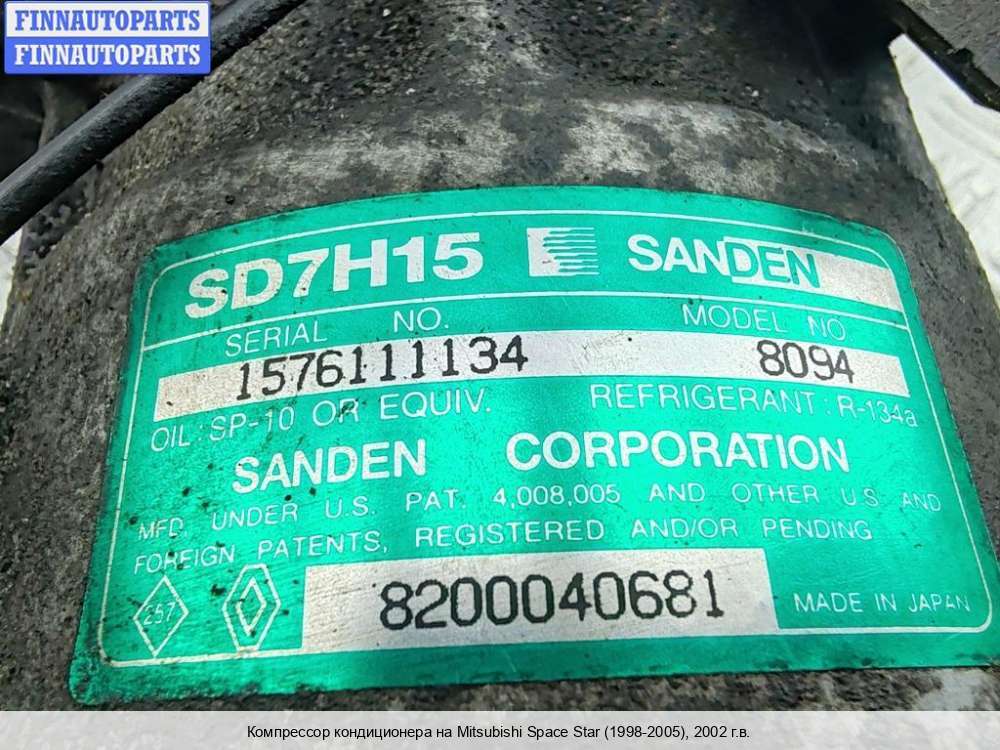 FINNAUTOPARTS
FINNAUTOPARTS
SD7H15 SANDEN
SERIAL NO. MODEL NO
1576111134 8094
OIL: SP-10 OR EQUIV. REFRIGERANT: R-134a
SANDEN CORPORATION
MFD. UNDER U.S. PAT. 4,008,005 AND OTHER U.S. AND
FOREIGN PATENTS, REGISTERED AND/OR PENDING
257 8200040681 MADE IN JAPAN
Компрессор кондиционера на Mitsubishi Space Star (1998-2005), 2002 г.в.